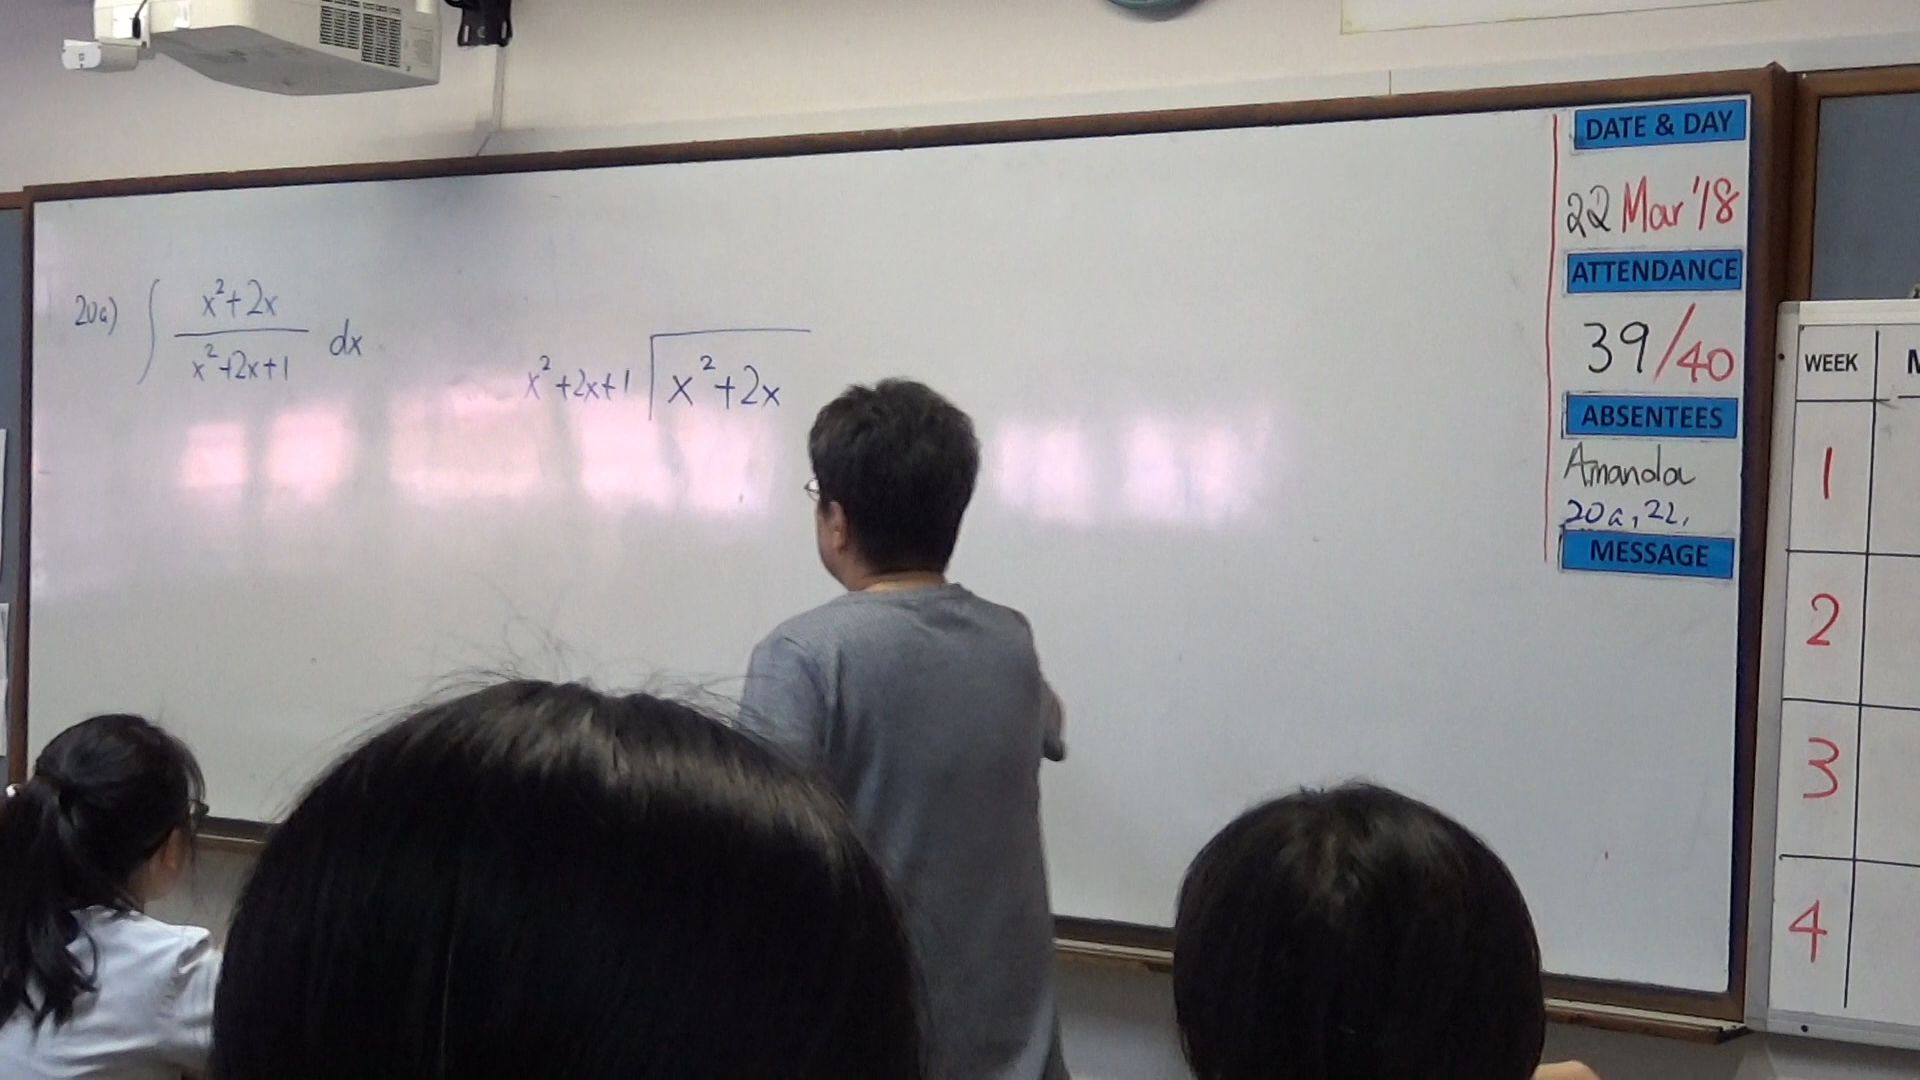 20a) ∫ x²+2x / x²+2x+1 dx
x²+2x+1 | x²+2x
DATE & DAY
22 Mar '18
ATTENDANCE
39/40
ABSENTEES
Amanda
20a, 22,
MESSAGE
WEEK
1
2
3
4